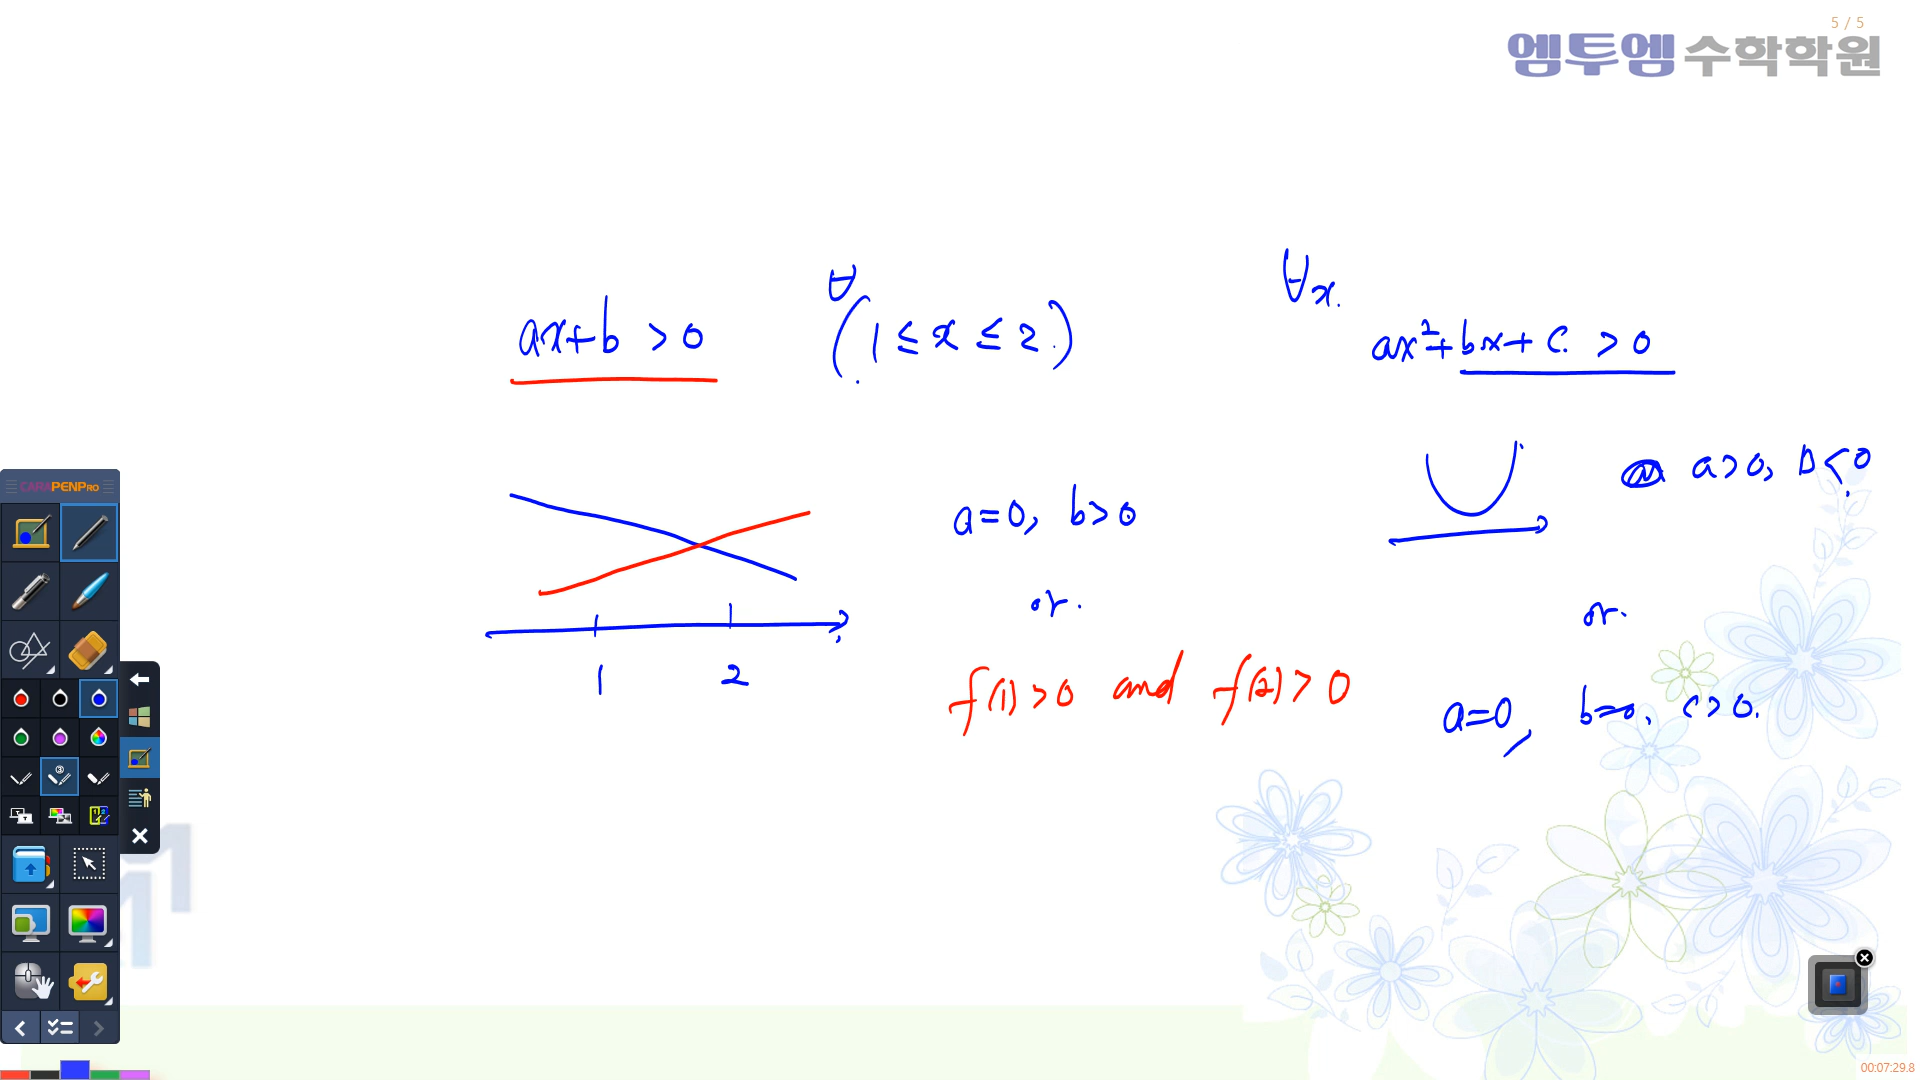 5 / 5
엠투엠 수학학원
ax+b > 0 ∀ (1 ≤ x ≤ 2.) ∀x.
ax²+bx+c. > 0
a>0, D<0
a=0, b>0
or.
or.
1 2
f(1)>0 and f(2)>0
a=0, b=0, c>0.
CARAPENPRO
00:07:29.8